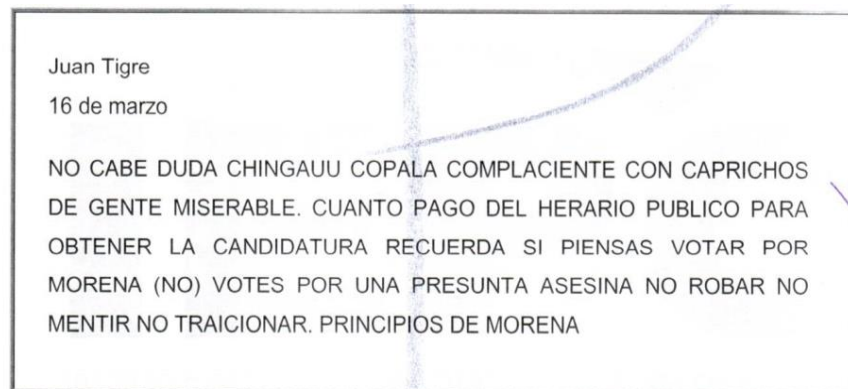 Juan Tigre
16 de marzo
NO CABE DUDA CHINGAUU COPALA COMPLACIENTE CON CAPRICHOS
DE GENTE MISERABLE. CUANTO PAGO DEL HERARIO PUBLICO PARA
OBTENER LA CANDIDATURA RECUERDA SI PIENSAS VOTAR POR
MORENA (NO) VOTES POR UNA PRESUNTA ASESINA NO ROBAR NO
MENTIR NO TRAICIONAR. PRINCIPIOS DE MORENA